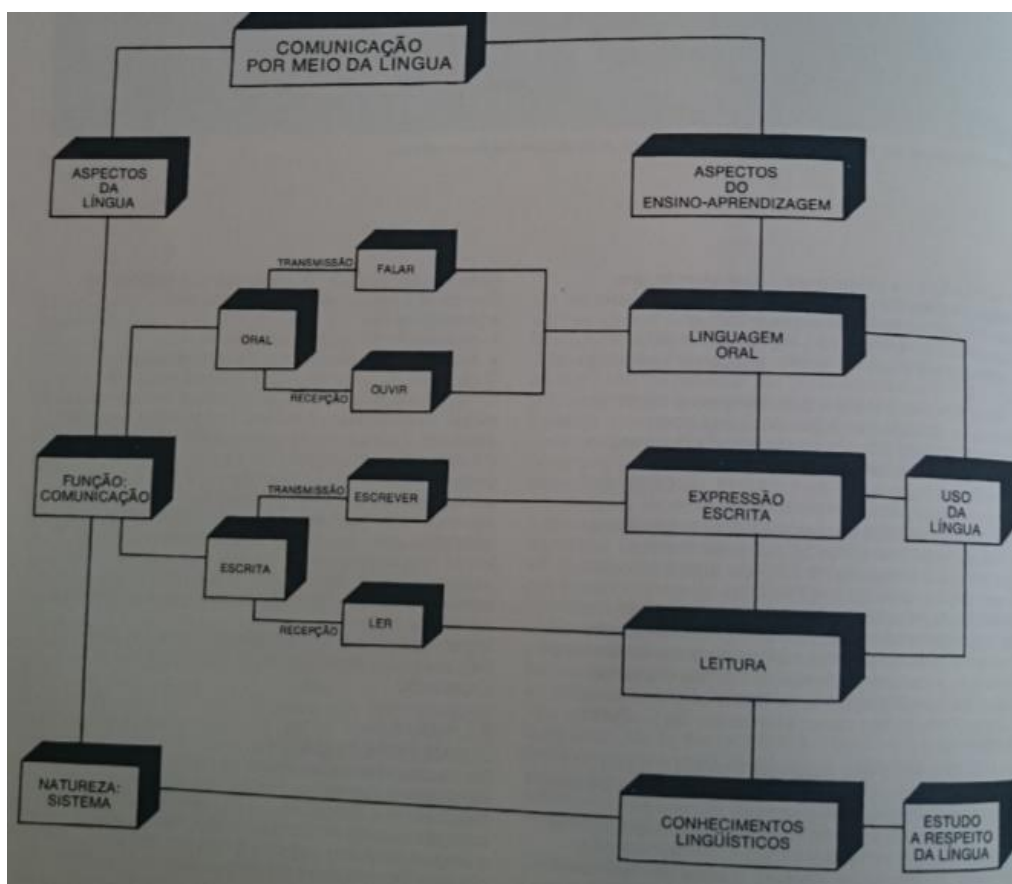 COMUNICAÇÃO
POR MEIO DA LÍNGUA
ASPECTOS
DA
LÍNGUA
ASPECTOS
DO
ENSINO-APRENDIZAGEM
TRANSMISSÃO
FALAR
ORAL
LINGUAGEM
ORAL
RECEPÇÃO
OUVIR
FUNÇÃO:
COMUNICAÇÃO
TRANSMISSÃO
ESCREVER
EXPRESSÃO
ESCRITA
USO
DA
LÍNGUA
ESCRITA
RECEPÇÃO
LER
LEITURA
NATUREZA:
SISTEMA
CONHECIMENTOS
LINGÜÍSTICOS
ESTUDO
A RESPEITO
DA LÍNGUA